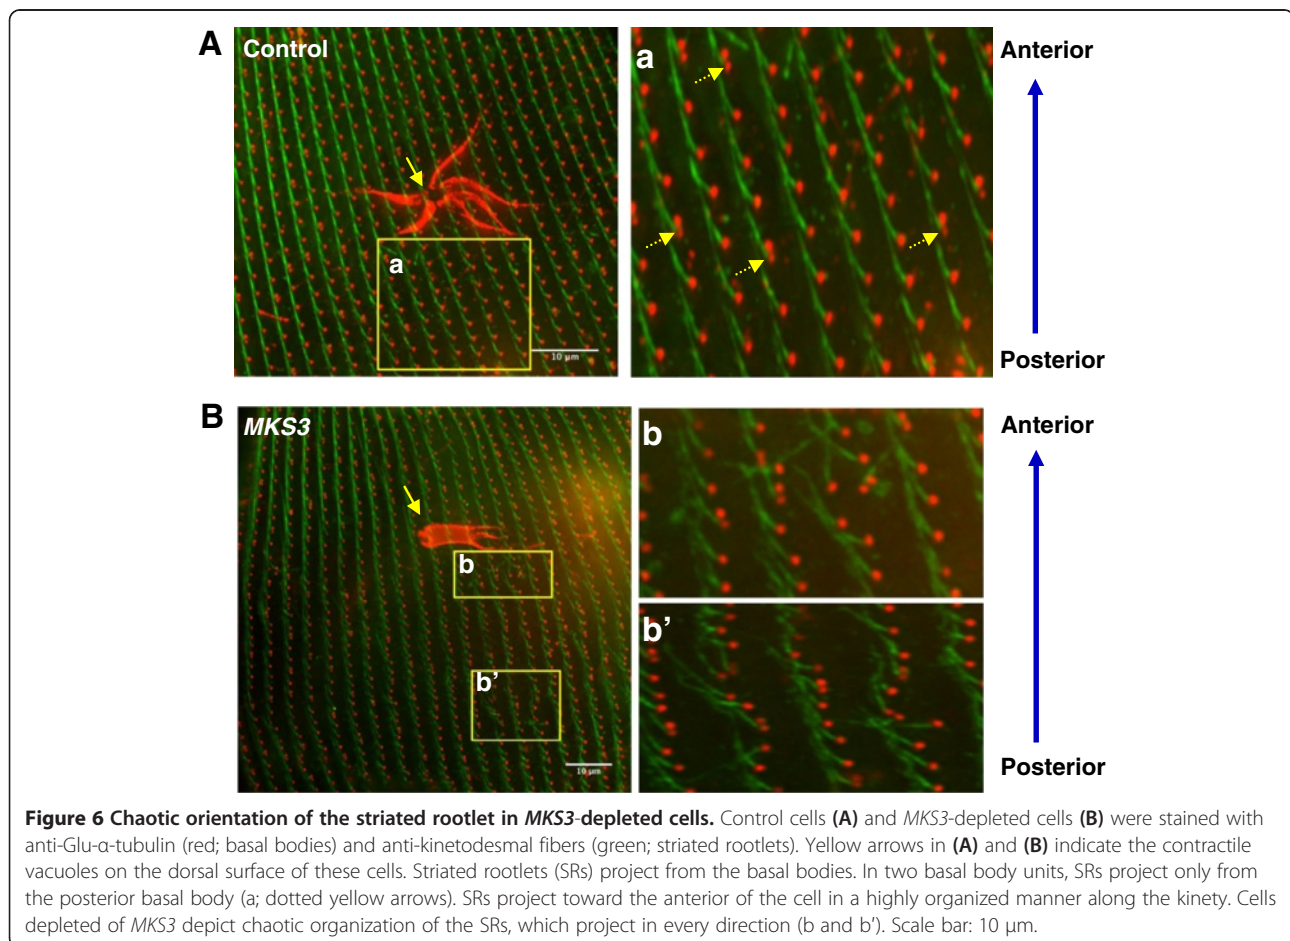 A
Control
a
10 µm
a
Anterior
Posterior
B
MKS3
b
b’
10 µm
b
b’
Anterior
Posterior
Figure 6 Chaotic orientation of the striated rootlet in MKS3-depleted cells. Control cells (A) and MKS3-depleted cells (B) were stained with
anti-Glu-α-tubulin (red; basal bodies) and anti-kinetodesmal fibers (green; striated rootlets). Yellow arrows in (A) and (B) indicate the contractile
vacuoles on the dorsal surface of these cells. Striated rootlets (SRs) project from the basal bodies. In two basal body units, SRs project only from
the posterior basal body (a; dotted yellow arrows). SRs project toward the anterior of the cell in a highly organized manner along the kinety. Cells
depleted of MKS3 depict chaotic organization of the SRs, which project in every direction (b and b’). Scale bar: 10 µm.